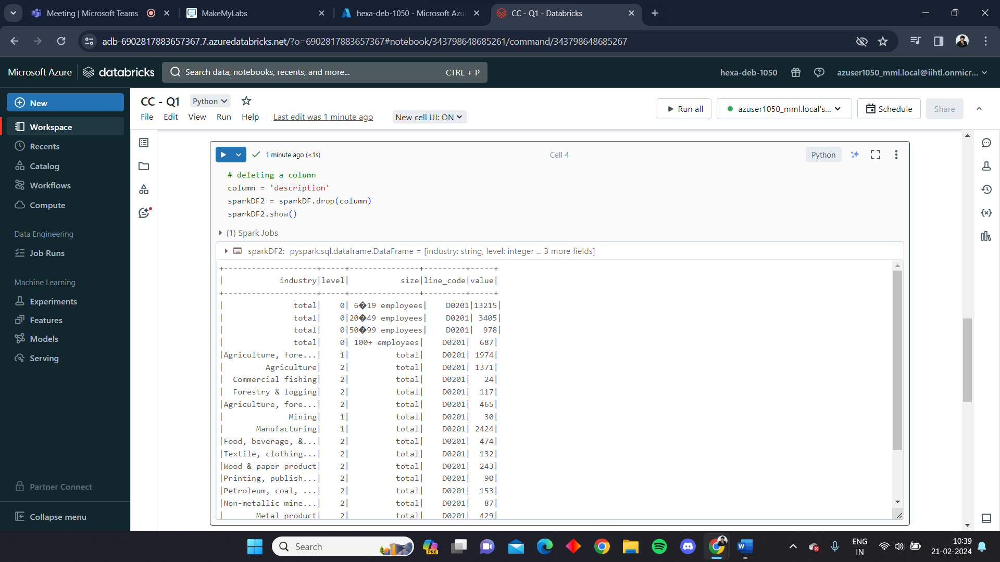 Meeting | Microsoft Teams
MakeMyLabs
hexa-deb-1050 - Microsoft Azu
CC - Q1 - Databricks
adb-6902817883657367.7.azuredatabricks.net/?o=6902817883657367#notebook/343798648685261/command/343798648685267
Microsoft Azure
databricks
Search data, notebooks, recents, and more...
CTRL + P
hexa-deb-1050
azuser1050_mml.local@iihtl.onmicr...
New
Workspace
Recents
Catalog
Workflows
Compute
Data Engineering
Job Runs
Machine Learning
Experiments
Features
Models
Serving
Partner Connect
Collapse menu
CC - Q1
Python
File Edit View Run Help
Last edit was 1 minute ago
New cell UI: ON
Run all
azuser1050_mml.local's...
Schedule
Share
1 minute ago (<1s)
Cell 4
Python
# deleting a column
column = 'description'
sparkDF2 = sparkDF.drop(column)
sparkDF2.show()
(1) Spark Jobs
sparkDF2: pyspark.sql.dataframe.DataFrame = [industry: string, level: integer ... 3 more fields]
+--------------------+-----+---------------+---------+-----+
|            industry|level|           size|line_code|value|
+--------------------+-----+---------------+---------+-----+
|               total|    0| 6�19 employees|    D0201|13215|
|               total|    0|20�49 employees|    D0201| 3405|
|               total|    0|50�99 employees|    D0201|  978|
|               total|    0| 100+ employees|    D0201|  687|
|Agriculture, fore...|    1|          total|    D0201| 1974|
|         Agriculture|    2|          total|    D0201| 1371|
|  Commercial fishing|    2|          total|    D0201|   24|
|  Forestry & logging|    2|          total|    D0201|  117|
|Agriculture, fore...|    2|          total|    D0201|  465|
|              Mining|    1|          total|    D0201|   30|
|       Manufacturing|    1|          total|    D0201| 2424|
|Food, beverage, &...|    2|          total|    D0201|  474|
|Textile, clothing...|    2|          total|    D0201|  132|
|Wood & paper product|    2|          total|    D0201|  243|
|Printing, publish...|    2|          total|    D0201|   90|
|Petroleum, coal, ...|    2|          total|    D0201|  153|
|Non-metallic mine...|    2|          total|    D0201|   87|
|       Metal product|    2|          total|    D0201|  429|
Search
PRE
ENG
IN
10:39
21-02-2024